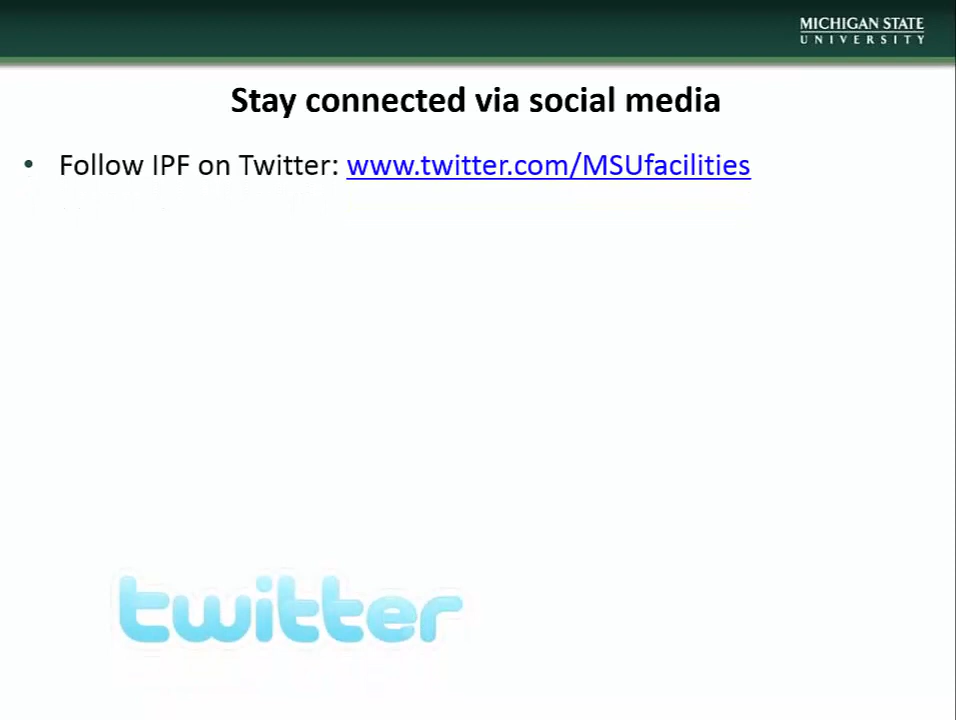 MICHIGAN STATE
UNIVERSITY
Stay connected via social media
• Follow IPF on Twitter: www.twitter.com/MSUfacilities
twitter